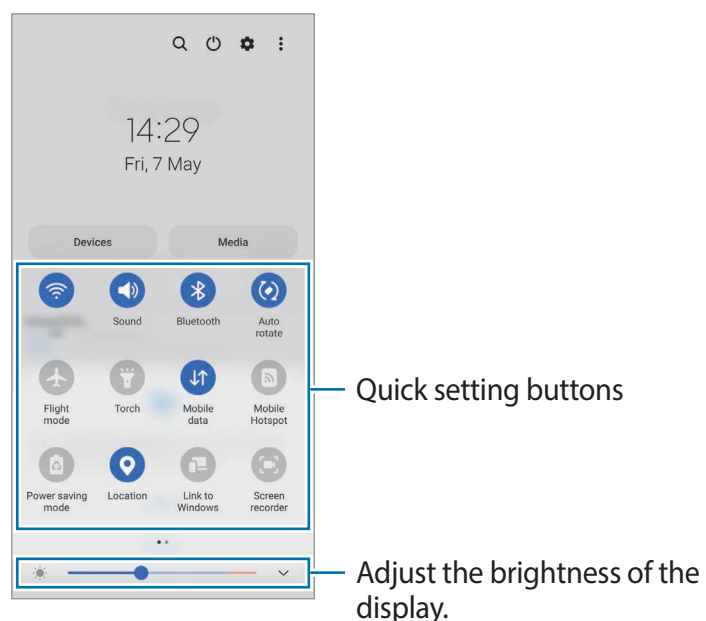 14:29
Fri, 7 May
Devices Media
Sound Bluetooth Auto
rotate
Flight
mode
Torch
Mobile
data
Mobile
Hotspot
Power saving
mode
Location
Link to
Windows
Screen
recorder
Quick setting buttons
Adjust the brightness of the
display.